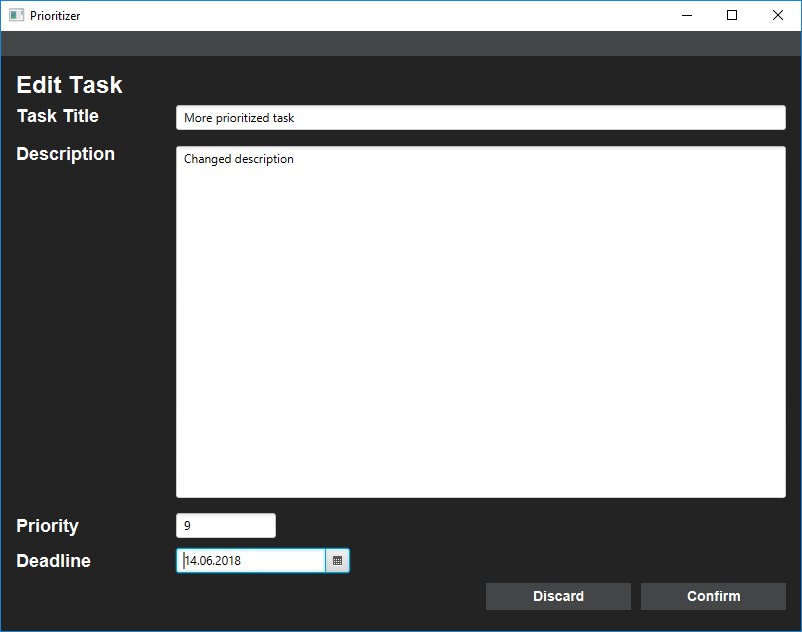 Prioritizer
Edit Task
Task Title
More prioritized task
Description
Changed description
Priority
9
Deadline
14.06.2018
Discard
Confirm